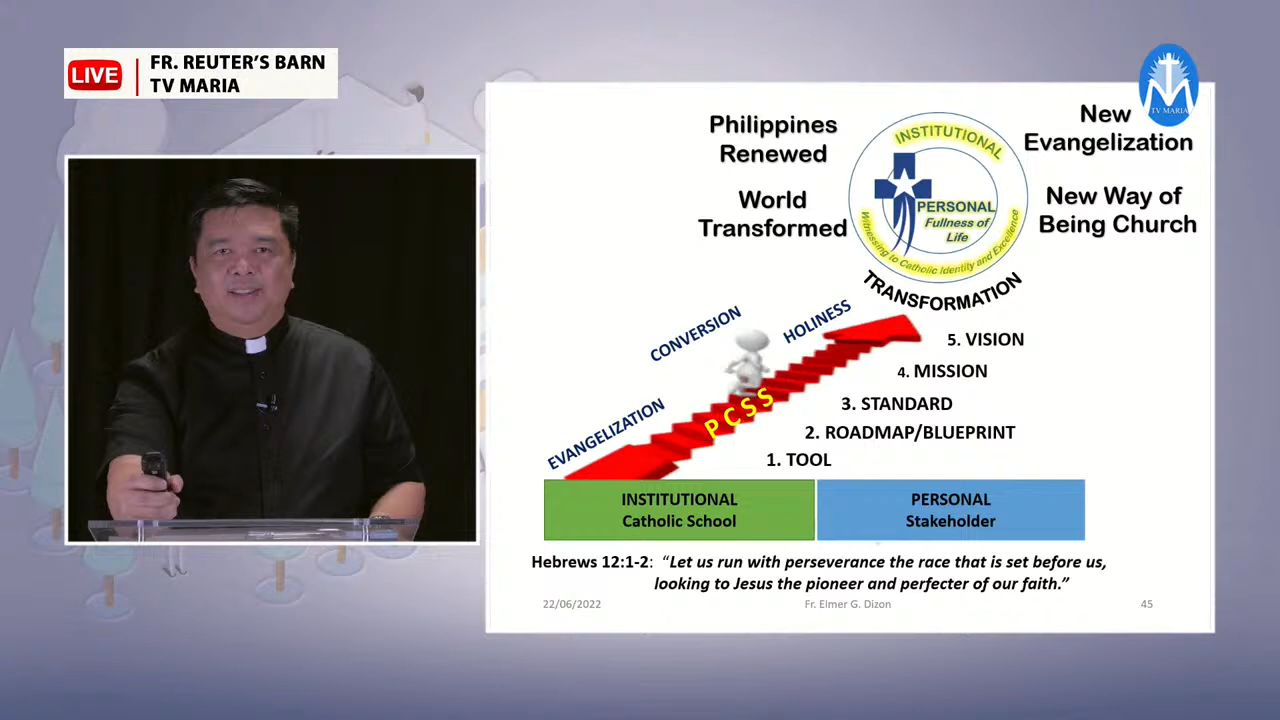 LIVE
FR. REUTER'S BARN
TV MARIA
TV MARIA
Philippines
Renewed
World
Transformed
INSTITUTIONAL
PERSONAL
Fullness of
Life
Witnessing to Catholic Identity and Excellence
New
Evangelization
New Way of
Being Church
TRANSFORMATION
CONVERSION
HOLINESS
EVANGELIZATION
PCSS
5. VISION
4. MISSION
3. STANDARD
2. ROADMAP/BLUEPRINT
1. TOOL
INSTITUTIONAL
Catholic School
PERSONAL
Stakeholder
Hebrews 12:1-2: “Let us run with perseverance the race that is set before us,
looking to Jesus the pioneer and perfecter of our faith.”
22/06/2022
Fr. Elmer G. Dizon
45